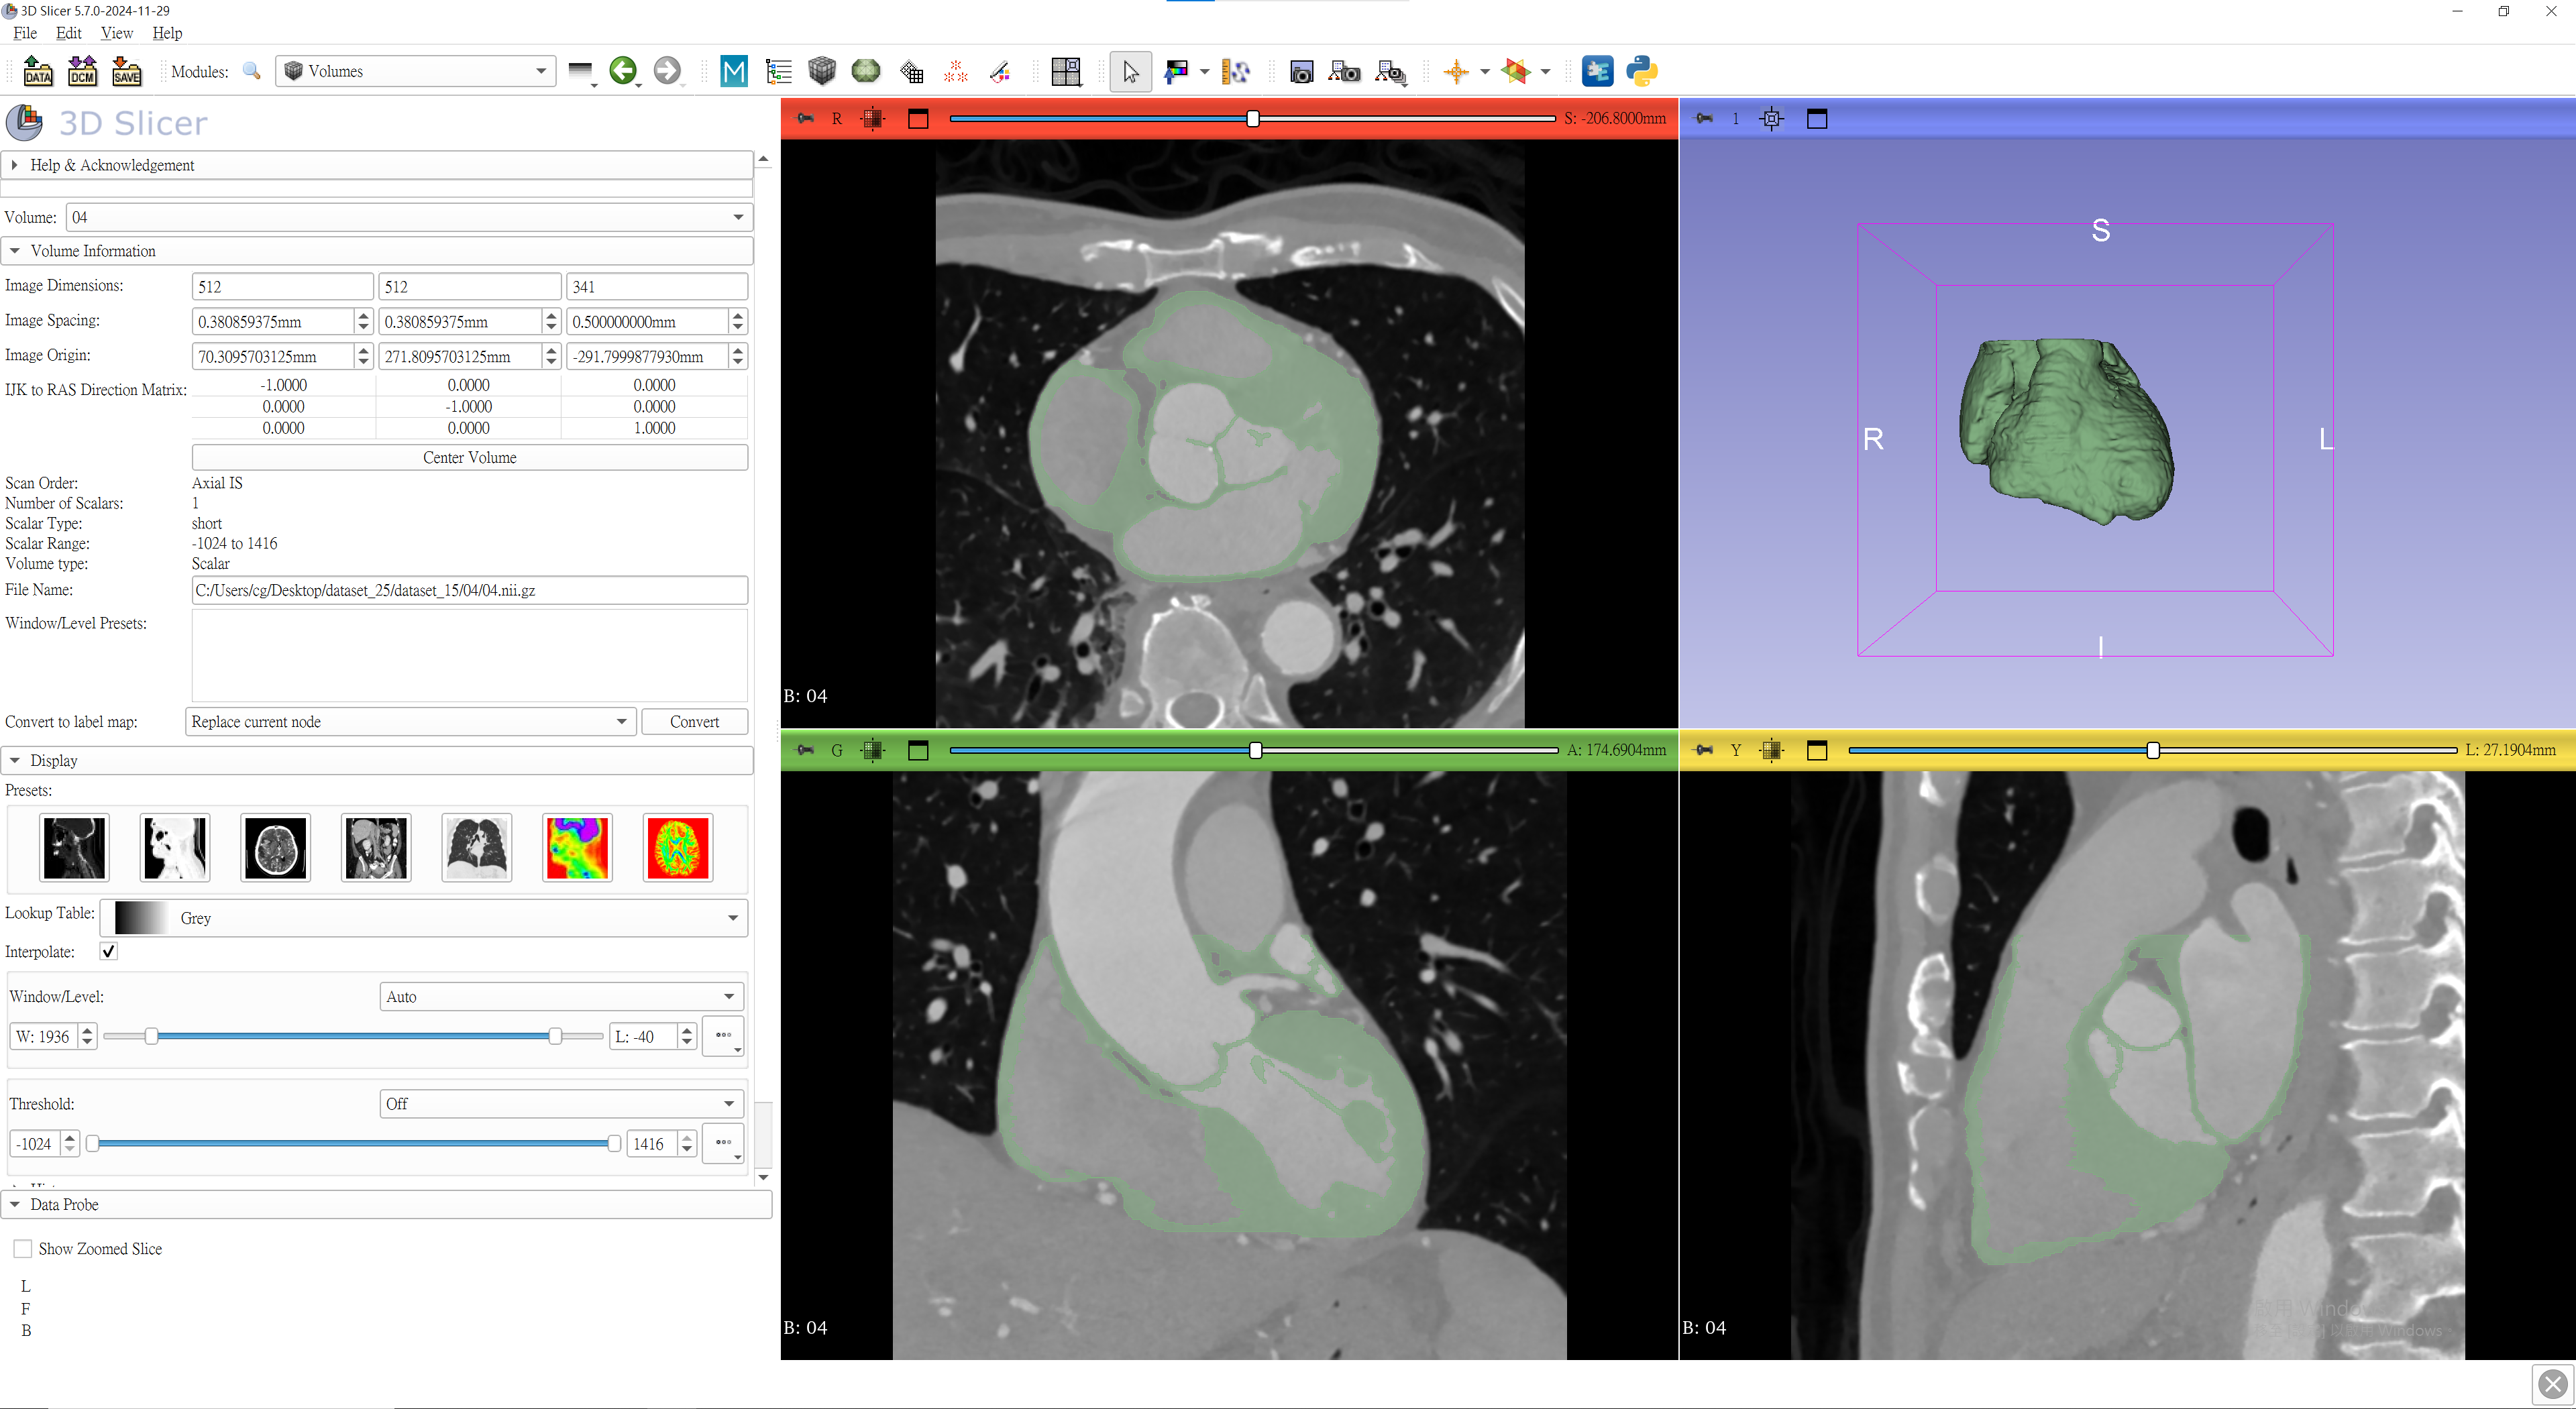 3D Slicer 5.7.0-2024-11-29
File Edit View Help
DATA DCM SAVE Modules: Volumes M
3D Slicer
Help & Acknowledgement
Volume: 04
Volume Information
Image Dimensions: 512 512 341
Image Spacing: 0.380859375mm 0.380859375mm 0.500000000mm
Image Origin: 70.3095703125mm 271.8095703125mm -291.7999877930mm
IJK to RAS Direction Matrix: -1.0000 0.0000 0.0000
0.0000 -1.0000 0.0000
0.0000 0.0000 1.0000
Center Volume
Scan Order: Axial IS
Number of Scalars: 1
Scalar Type: short
Scalar Range: -1024 to 1416
Volume type: Scalar
File Name: C:/Users/cg/Desktop/dataset_25/dataset_15/04/04.nii.gz
Window/Level Presets:
Convert to label map: Replace current node Convert
Display
Presets:
Lookup Table: Grey
Interpolate:
Window/Level: Auto
W: 1936 L: -40
Threshold: Off
-1024 1416
Data Probe
Show Zoomed Slice
L
F
B
R S: -206.8000mm
B: 04
1
S
R L
I
G A: 174.6904mm
B: 04
Y L: 27.1904mm
B: 04
Windows